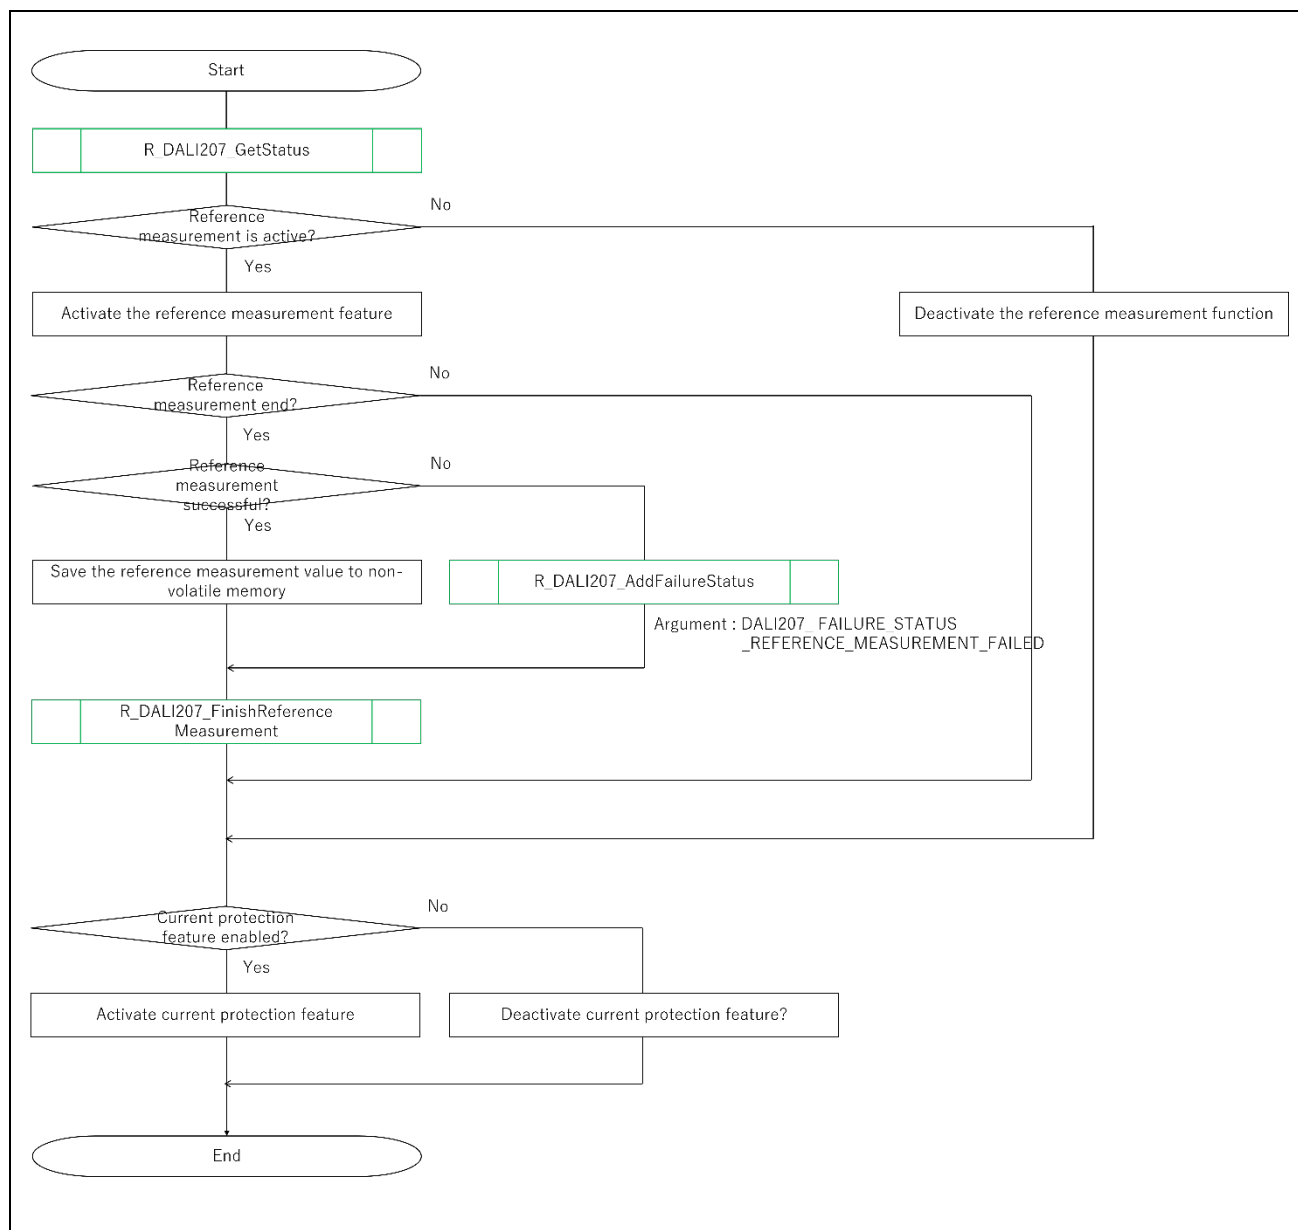 Start
R_DALI207_GetStatus
No
Reference
measurement is active?
Yes
Activate the reference measurement feature
Deactivate the reference measurement function
No
Reference
measurement end?
Yes
No
Reference
measurement
successful?
Yes
Save the reference measurement value to non-
volatile memory
R_DALI207_AddFailureStatus
Argument : DALI207_ FAILURE_STATUS
_REFERENCE_MEASUREMENT_FAILED
R_DALI207_FinishReference
Measurement
No
Current protection
feature enabled?
Yes
Activate current protection feature
Deactivate current protection feature?
End